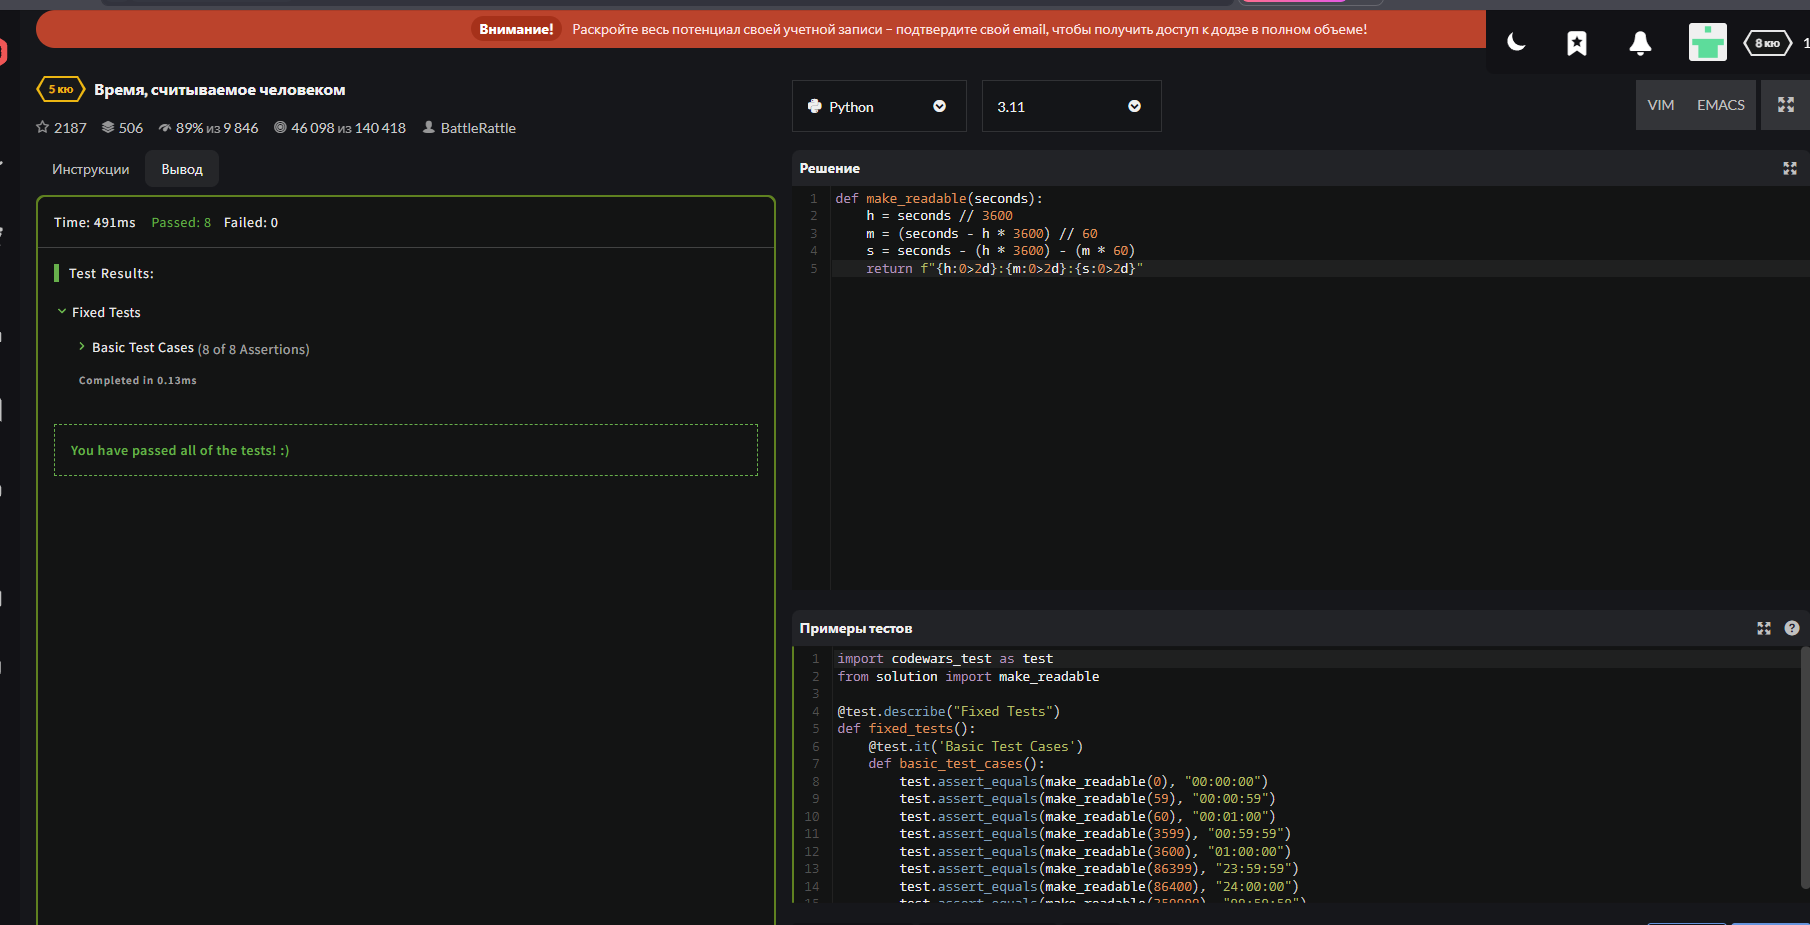 Внимание! Раскройте весь потенциал своей учетной записи – подтвердите свой email, чтобы получить доступ к додзе в полном объеме!
8 кю
5 кю Время, считываемое человеком
2187 506 89% из 9 846 46 098 из 140 418 BattleRattle
Инструкции Вывод
Time: 491ms Passed: 8 Failed: 0
Test Results:
Fixed Tests
Basic Test Cases (8 of 8 Assertions)
Completed in 0.13ms
You have passed all of the tests! :)
Python 3.11 VIM EMACS
Решение
1 def make_readable(seconds):
2 h = seconds // 3600
3 m = (seconds - h * 3600) // 60
4 s = seconds - (h * 3600) - (m * 60)
5 return f"{h:0>2d}:{m:0>2d}:{s:0>2d}"
Примеры тестов
1 import codewars_test as test
2 from solution import make_readable
3
4 @test.describe("Fixed Tests")
5 def fixed_tests():
6 @test.it('Basic Test Cases')
7 def basic_test_cases():
8 test.assert_equals(make_readable(0), "00:00:00")
9 test.assert_equals(make_readable(59), "00:00:59")
10 test.assert_equals(make_readable(60), "00:01:00")
11 test.assert_equals(make_readable(3599), "00:59:59")
12 test.assert_equals(make_readable(3600), "01:00:00")
13 test.assert_equals(make_readable(86399), "23:59:59")
14 test.assert_equals(make_readable(86400), "24:00:00")